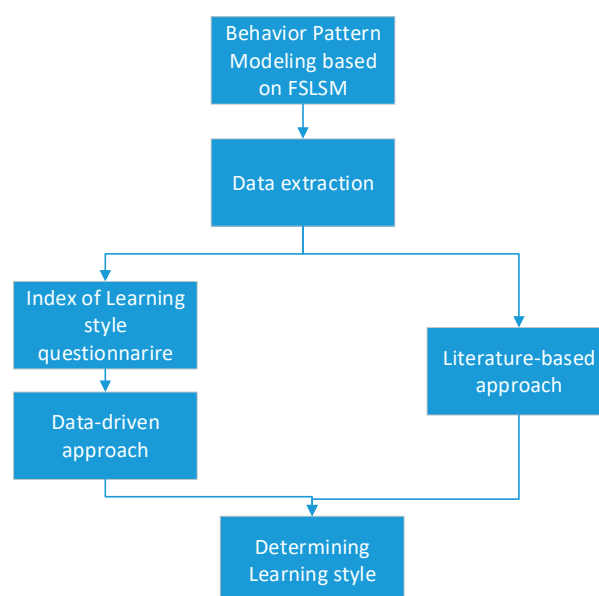 Behavior Pattern
Modeling based
on FSLSM
Data extraction
Index of Learning
style
questionnarire
Literature-based
approach
Data-driven
approach
Determining
Learning style